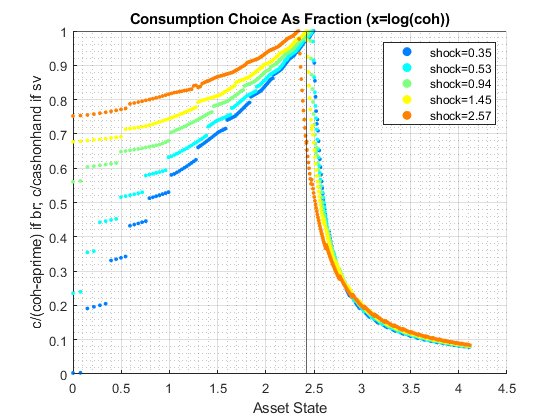 Consumption Choice As Fraction (x=log(coh))
c/(coh-aprime) if br, c/cashonhand if sv
1
0.9
0.8
0.7
0.6
0.5
0.4
0.3
0.2
0.1
0
shock=0.35
shock=0.53
shock=0.94
shock=1.45
shock=2.57
0 0.5 1 1.5 2 2.5 3 3.5 4 4.5
Asset State